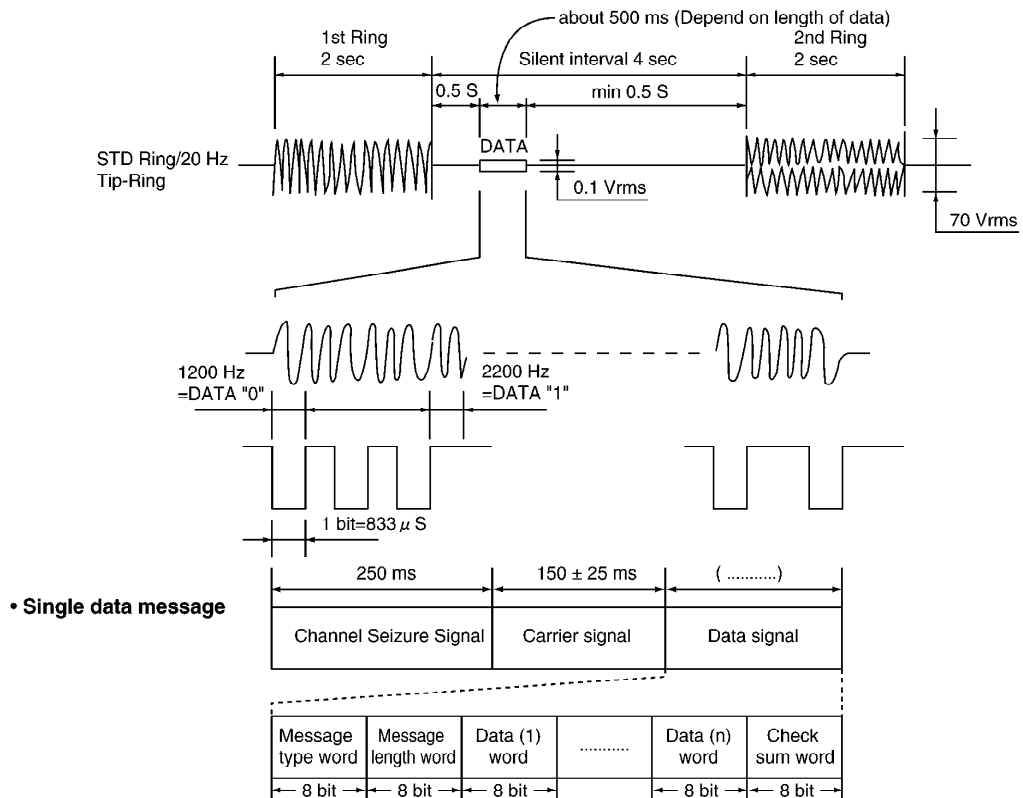 about 500 ms (Depend on length of data)
1st Ring
2 sec
Silent interval 4 sec
2nd Ring
2 sec
0.5 S
min 0.5 S
DATA
STD Ring/20 Hz
Tip-Ring
0.1 Vrms
70 Vrms
1200 Hz
=DATA "0"
2200 Hz
=DATA "1"
1 bit=833 μ S
250 ms
150 ± 25 ms
( ...........)
• Single data message
Channel Seizure Signal
Carrier signal
Data signal
Message
type word
Message
length word
Data (1)
word
...........
Data (n)
word
Check
sum word
8 bit
8 bit
8 bit
8 bit
8 bit